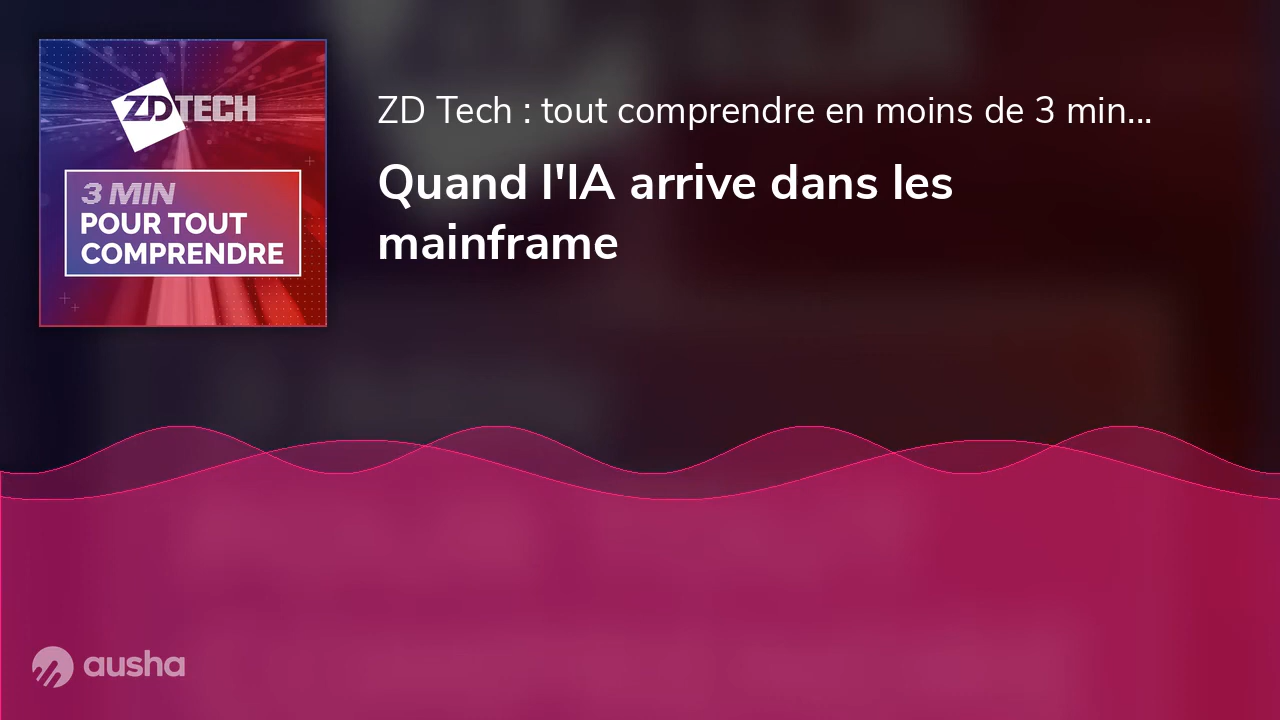 ZD TECH
3 MIN
POUR TOUT
COMPRENDRE
ZD Tech : tout comprendre en moins de 3 min...
Quand l'IA arrive dans les
mainframe
ausha